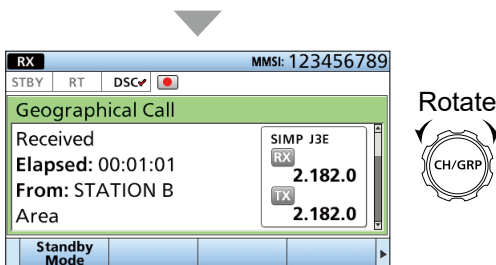 RX MMSI: 123456789
STBY RT DSC
Geographical Call
Received
Elapsed: 00:01:01
From: STATION B
Area
SIMP J3E
RX
2.182.0
TX
2.182.0
Standby
Mode
Rotate
CH/GRP